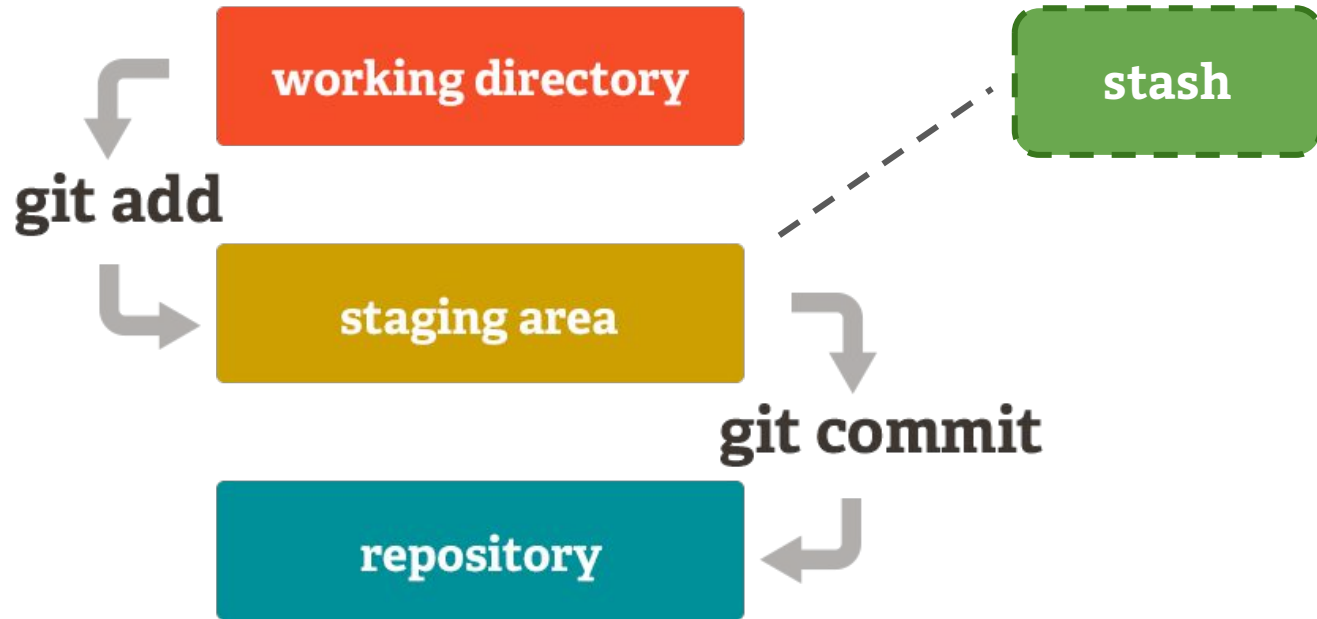 working directory
stash
git add
staging area
git commit
repository